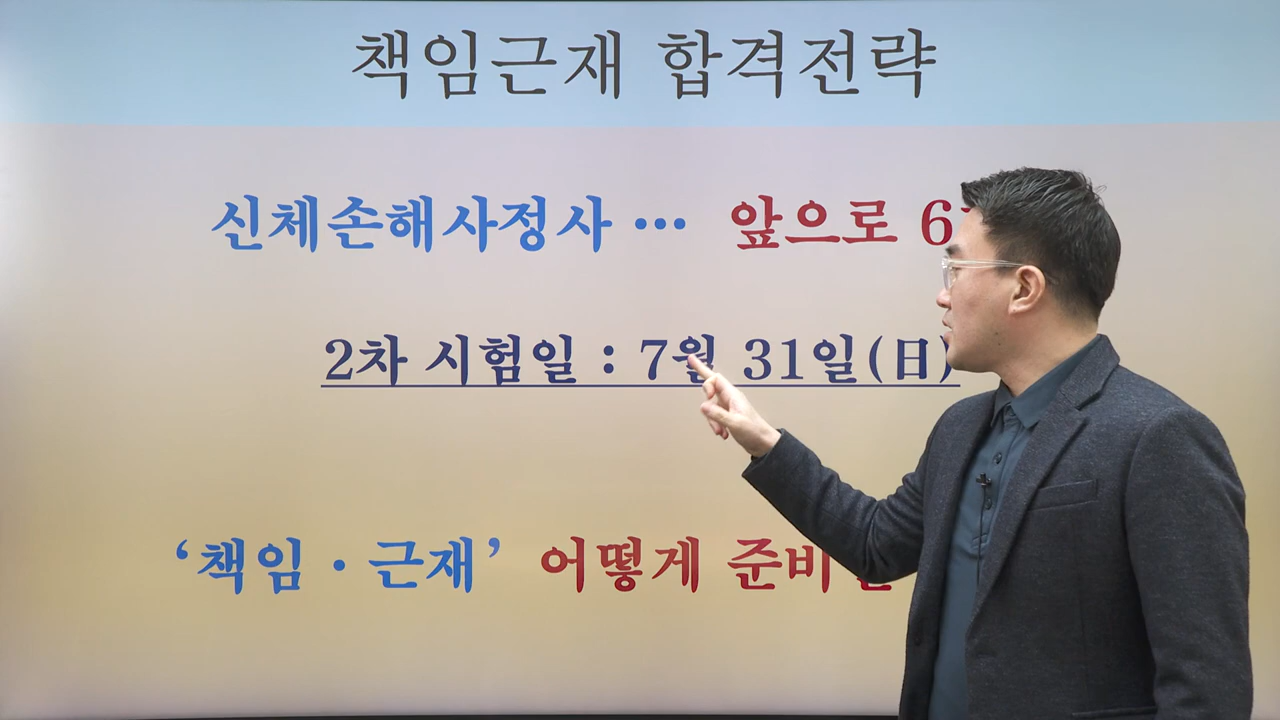 책임근재 합격전략
신체손해사정사 … 앞으로 6
2차 시험일 : 7월 31일(日)
‘책임 · 근재’ 어떻게 준비